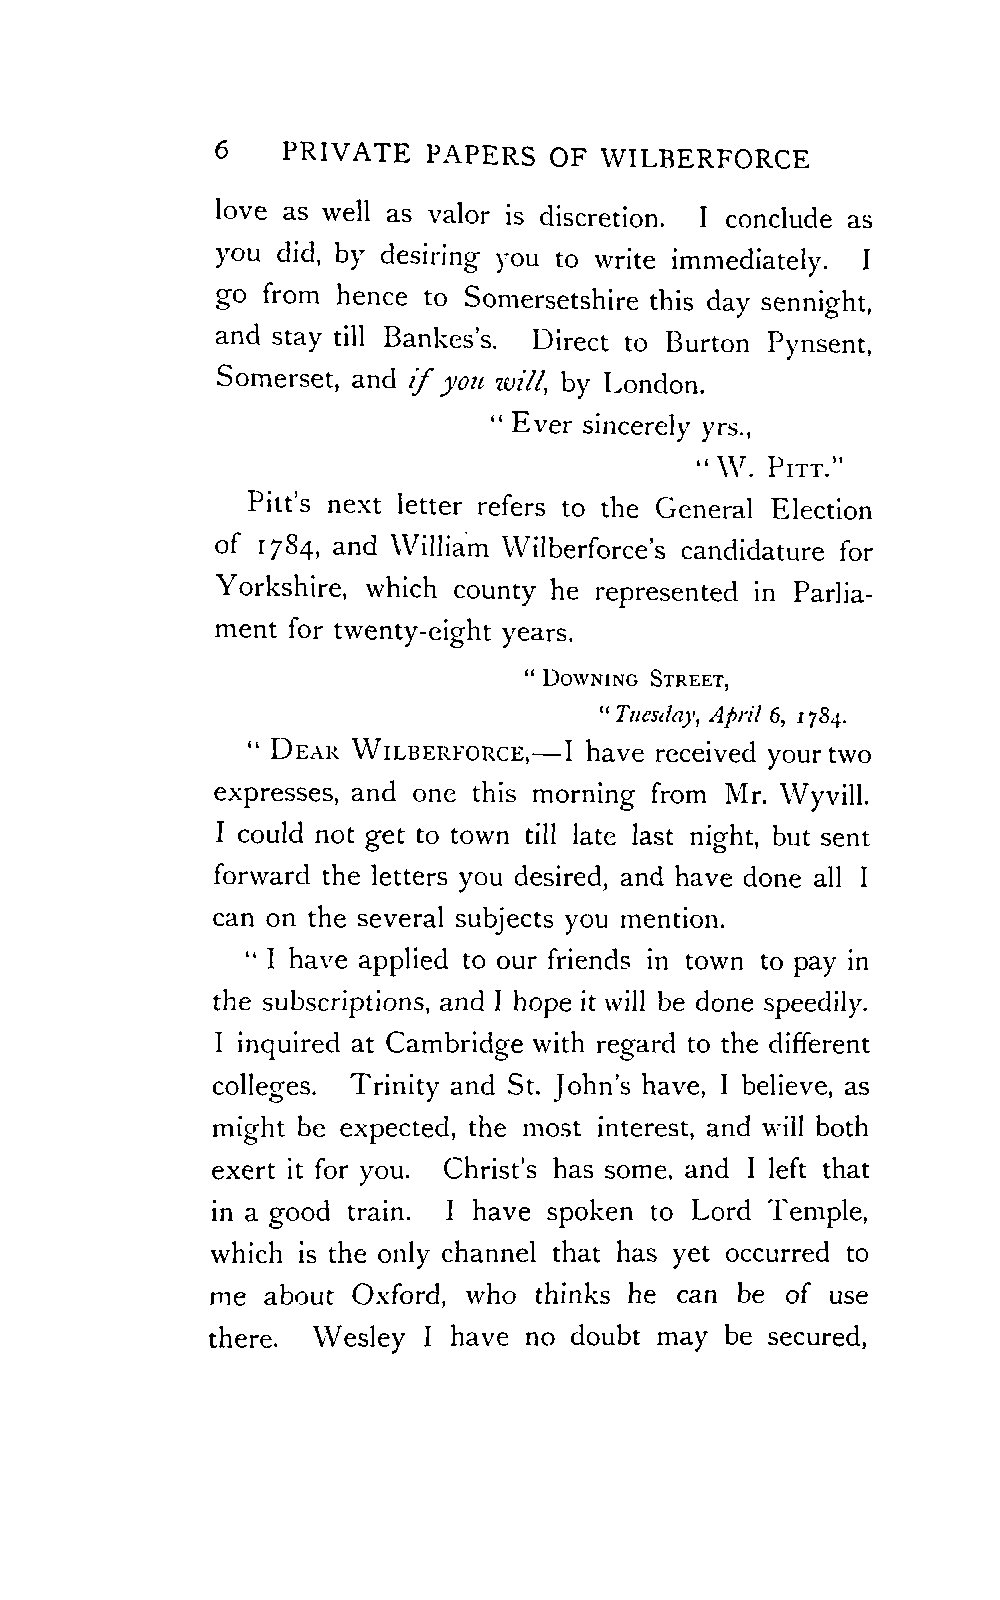 6 PRIVATE PAPERS OF WILBERFORCE
love as well as valor is discretion. I conclude as
you did, by desiring you to write immediately. I
go from hence to Somersetshire this day sennight,
and stay till Bankes's. Direct to Burton Pynsent,
Somerset, and if you will, by London.
"Ever sincerely yrs.,
"W. PITT."
Pitt's next letter refers to the General Election
of 1784, and William Wilberforce's candidature for
Yorkshire, which county he represented in Parlia-
ment for twenty-eight years.
"DOWNING STREET,
"Tuesday, April 6, 1784.
"DEAR WILBERFORCE,—I have received your two
expresses, and one this morning from Mr. Wyvill.
I could not get to town till late last night, but sent
forward the letters you desired, and have done all I
can on the several subjects you mention.
"I have applied to our friends in town to pay in
the subscriptions, and I hope it will be done speedily.
I inquired at Cambridge with regard to the different
colleges. Trinity and St. John's have, I believe, as
might be expected, the most interest, and will both
exert it for you. Christ's has some, and I left that
in a good train. I have spoken to Lord Temple,
which is the only channel that has yet occurred to
me about Oxford, who thinks he can be of use
there. Wesley I have no doubt may be secured,